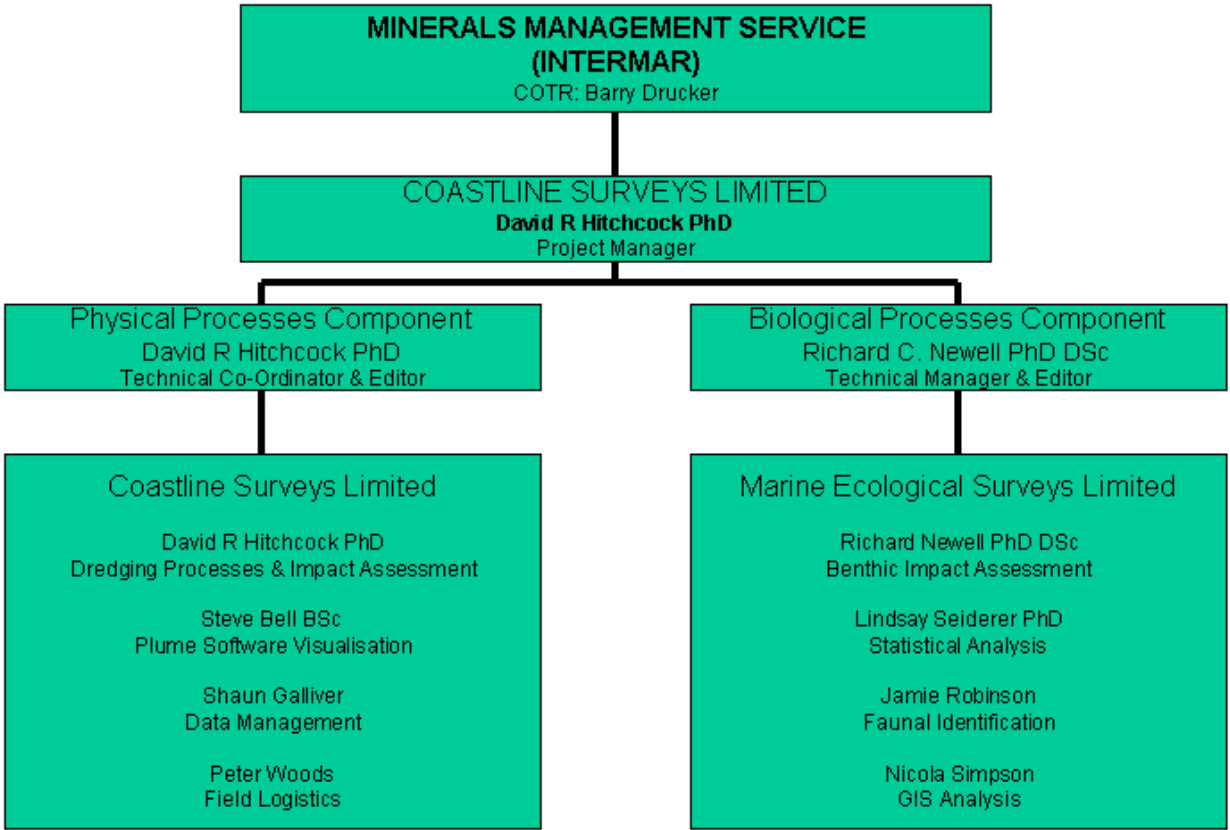 MINERALS MANAGEMENT SERVICE
(INTERMAR)
COTR: Barry Drucker
COASTLINE SURVEYS LIMITED
David R Hitchcock PhD
Project Manager
Physical Processes Component
David R Hitchcock PhD
Technical Co-Ordinator & Editor
Biological Processes Component
Richard C. Newell PhD DSc
Technical Manager & Editor
Coastline Surveys Limited
David R Hitchcock PhD
Dredging Processes & Impact Assessment
Steve Bell BSc
Plume Software Visualisation
Shaun Galliver
Data Management
Peter Woods
Field Logistics
Marine Ecological Surveys Limited
Richard Newell PhD DSc
Benthic Impact Assessment
Lindsay Seiderer PhD
Statistical Analysis
Jamie Robinson
Faunal Identification
Nicola Simpson
GIS Analysis